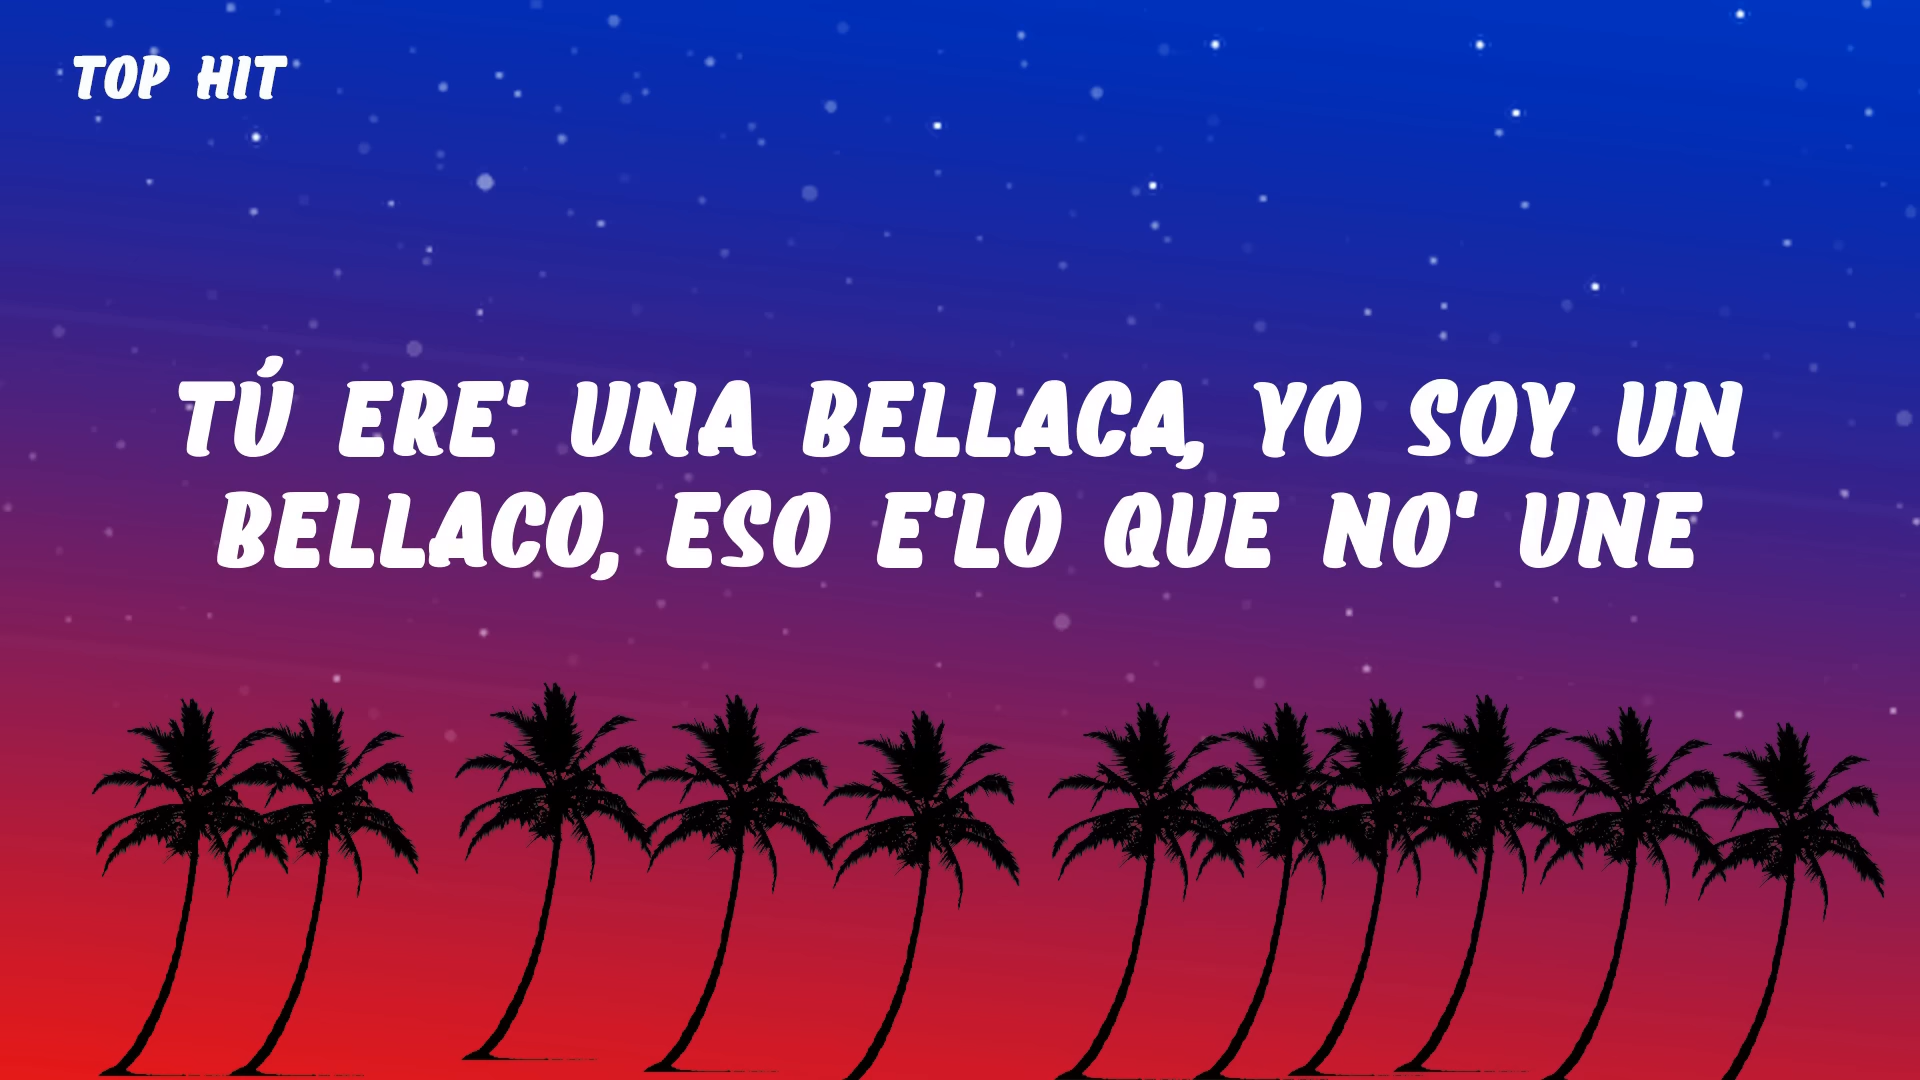 TOP HIT
TÚ ERE' UNA BELLACA, YO SOY UN
BELLACO, ESO E'LO QUE NO' UNE